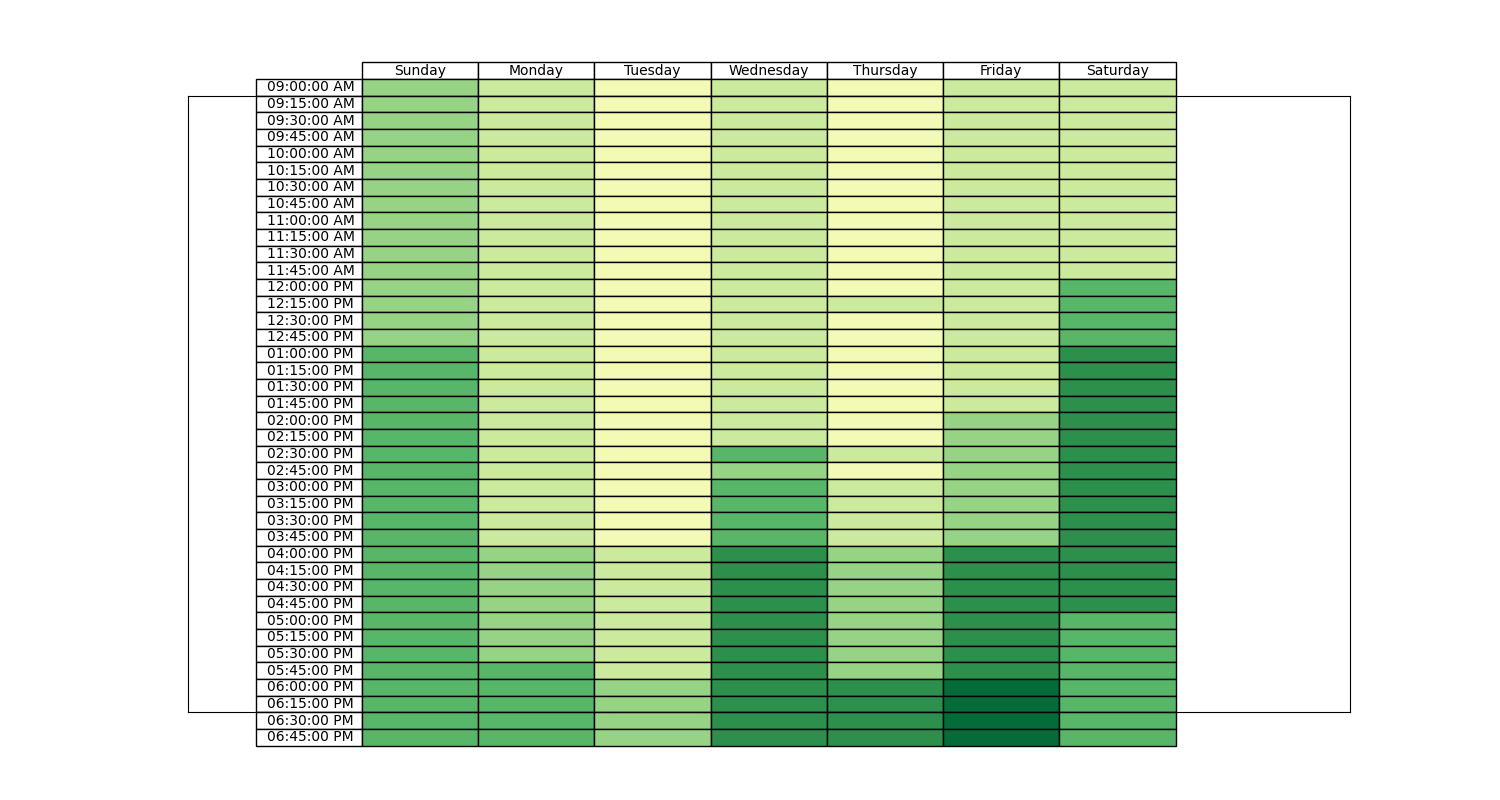 Sunday Monday Tuesday Wednesday Thursday Friday Saturday
09:00:00 AM
09:15:00 AM
09:30:00 AM
09:45:00 AM
10:00:00 AM
10:15:00 AM
10:30:00 AM
10:45:00 AM
11:00:00 AM
11:15:00 AM
11:30:00 AM
11:45:00 AM
12:00:00 PM
12:15:00 PM
12:30:00 PM
12:45:00 PM
01:00:00 PM
01:15:00 PM
01:30:00 PM
01:45:00 PM
02:00:00 PM
02:15:00 PM
02:30:00 PM
02:45:00 PM
03:00:00 PM
03:15:00 PM
03:30:00 PM
03:45:00 PM
04:00:00 PM
04:15:00 PM
04:30:00 PM
04:45:00 PM
05:00:00 PM
05:15:00 PM
05:30:00 PM
05:45:00 PM
06:00:00 PM
06:15:00 PM
06:30:00 PM
06:45:00 PM